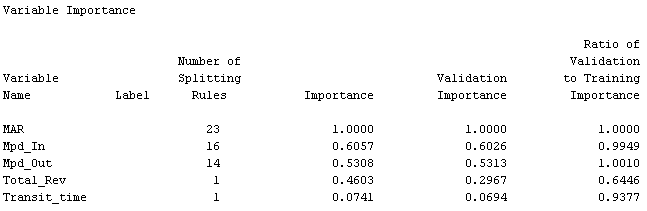 Variable Importance
Ratio of
Number of Validation
Variable Splitting Validation to Training
Name Label Rules Importance Importance Importance
MAR 23 1.0000 1.0000 1.0000
Mpd_In 16 0.6057 0.6026 0.9949
Mpd_Out 14 0.5308 0.5313 1.0010
Total_Rev 1 0.4603 0.2967 0.6446
Transit_time 1 0.0741 0.0694 0.9377